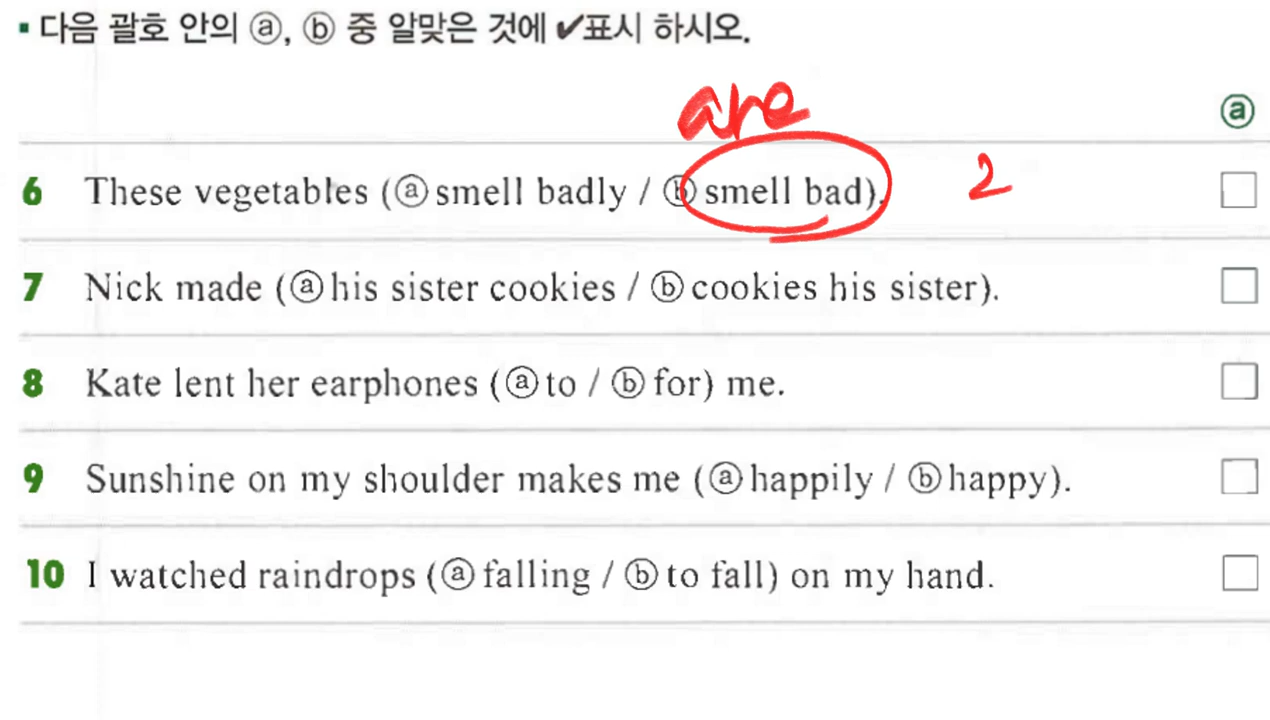 ▪ 다음 괄호 안의 ⓐ, ⓑ 중 알맞은 것에 ✔표시 하시오.
are
ⓐ
6 These vegetables (ⓐ smell badly / ⓑ smell bad). 2
7 Nick made (ⓐ his sister cookies / ⓑ cookies his sister).
8 Kate lent her earphones (ⓐ to / ⓑ for) me.
9 Sunshine on my shoulder makes me (ⓐ happily / ⓑ happy).
10 I watched raindrops (ⓐ falling / ⓑ to fall) on my hand.